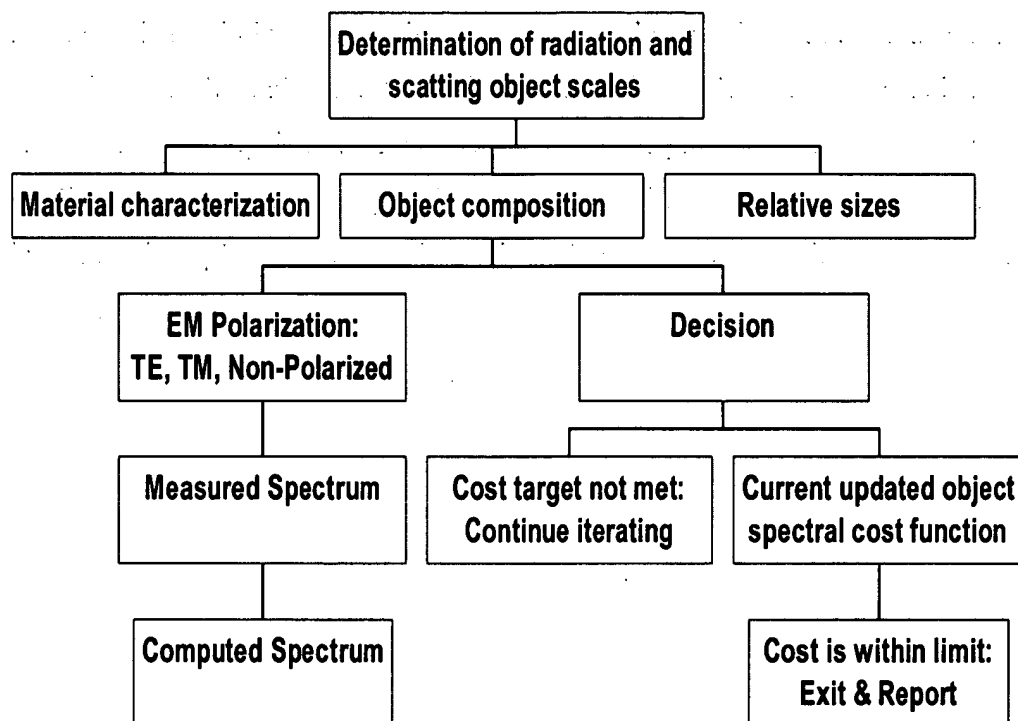 Determination of radiation and
scatting object scales
Material characterization
Object composition
Relative sizes
EM Polarization:
TE, TM, Non-Polarized
Decision
Measured Spectrum
Cost target not met:
Continue iterating
Current updated object
spectral cost function
Computed Spectrum
Cost is within limit:
Exit & Report